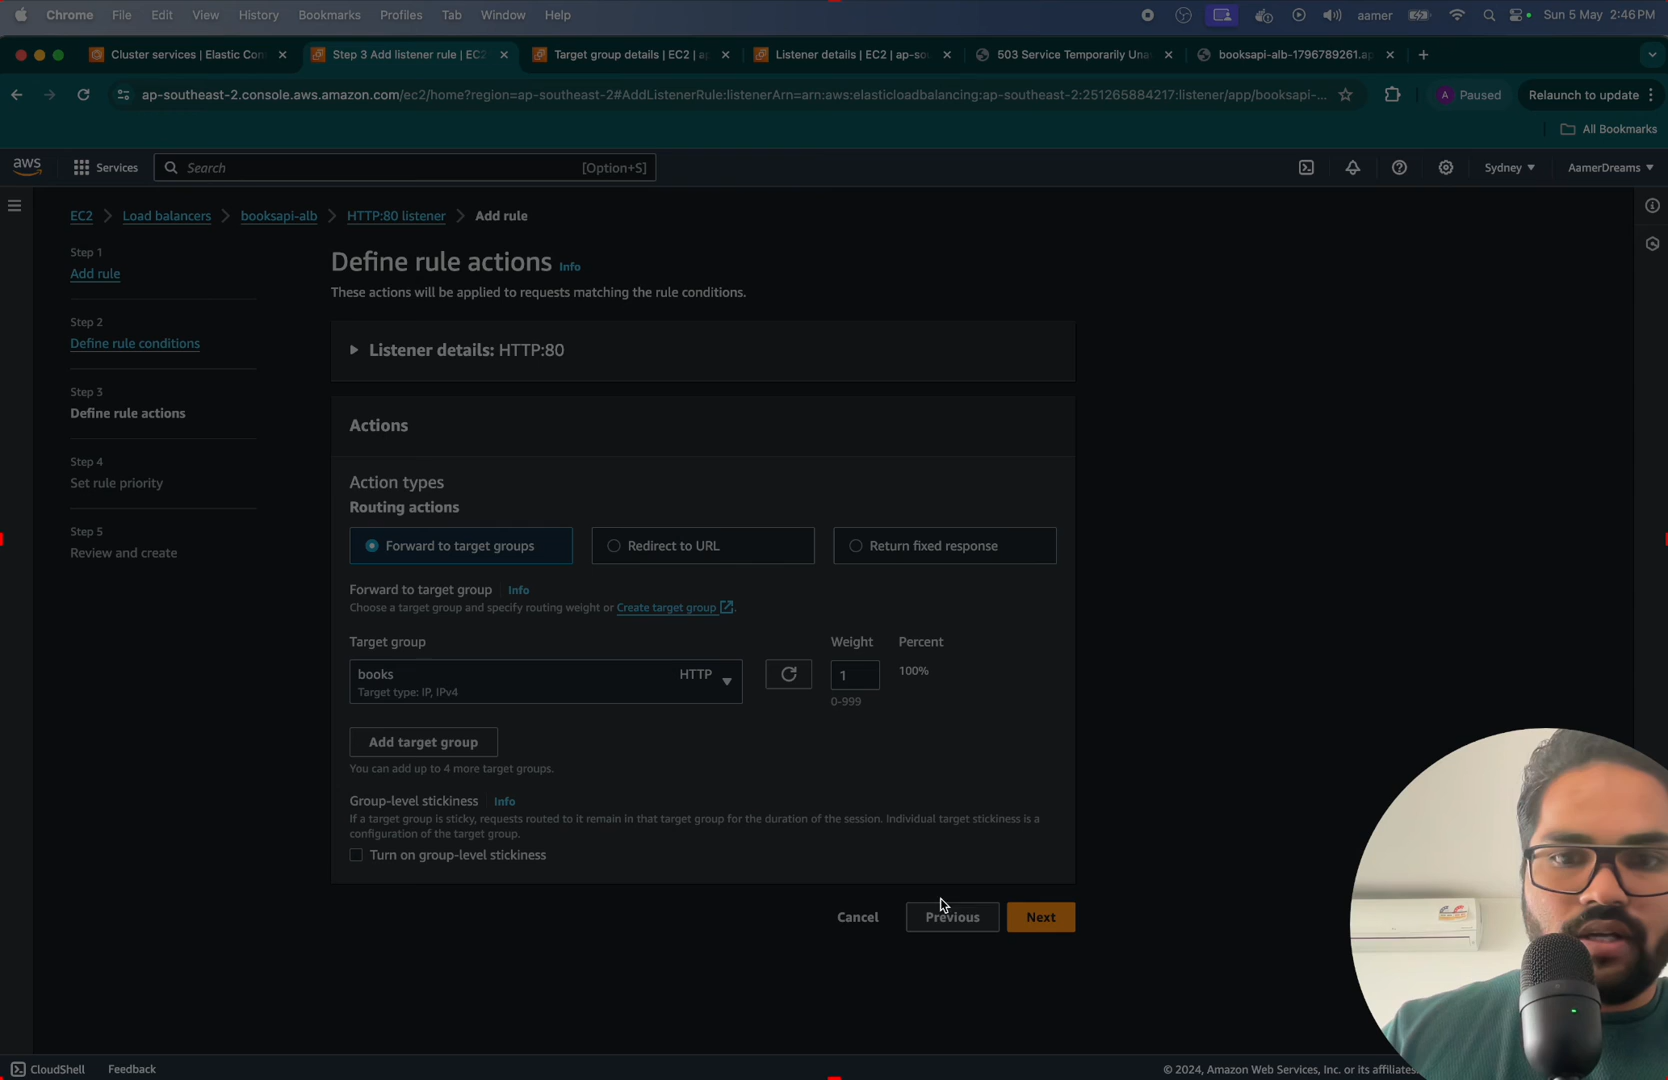 Chrome File Edit View History Bookmarks Profiles Tab Window Help aamer Sun 5 May 2:46 PM
Cluster services | Elastic Con Step 3 Add listener rule | EC2 Target group details | EC2 | ap Listener details | EC2 | ap-so 503 Service Temporarily Una booksapi-alb-1796789261.ap
ap-southeast-2.console.aws.amazon.com/ec2/home?region=ap-southeast-2#AddListenerRule:listenerArn=arn:aws:elasticloadbalancing:ap-southeast-2:251265884217:listener/app/booksapi-... A Paused Relaunch to update
All Bookmarks
aws Services Search [Option+S] Sydney AamerDreams
EC2 Load balancers booksapi-alb HTTP:80 listener Add rule
Step 1
Add rule
Step 2
Define rule conditions
Step 3
Define rule actions
Step 4
Set rule priority
Step 5
Review and create
Define rule actions Info
These actions will be applied to requests matching the rule conditions.
Listener details: HTTP:80
Actions
Action types
Routing actions
Forward to target groups Redirect to URL Return fixed response
Forward to target group Info
Choose a target group and specify routing weight or Create target group.
Target group Weight Percent
books HTTP 1 100%
Target type: IP, IPv4
0-999
Add target group
You can add up to 4 more target groups.
Group-level stickiness Info
If a target group is sticky, requests routed to it remain in that target group for the duration of the session. Individual target stickiness is a
configuration of the target group.
Turn on group-level stickiness
Cancel Previous Next
CloudShell Feedback © 2024, Amazon Web Services, Inc. or its affiliates.